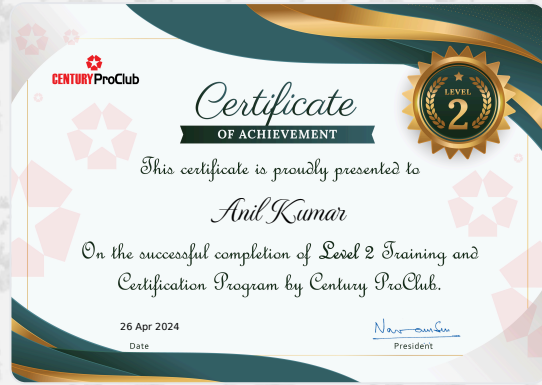 CENTURY ProClub
Certificate
OF ACHIEVEMENT
LEVEL
2
This certificate is proudly presented to
Anil Kumar
On the successful completion of Level 2 Training and
Certification Program by Century ProClub.
26 Apr 2024
Date
President